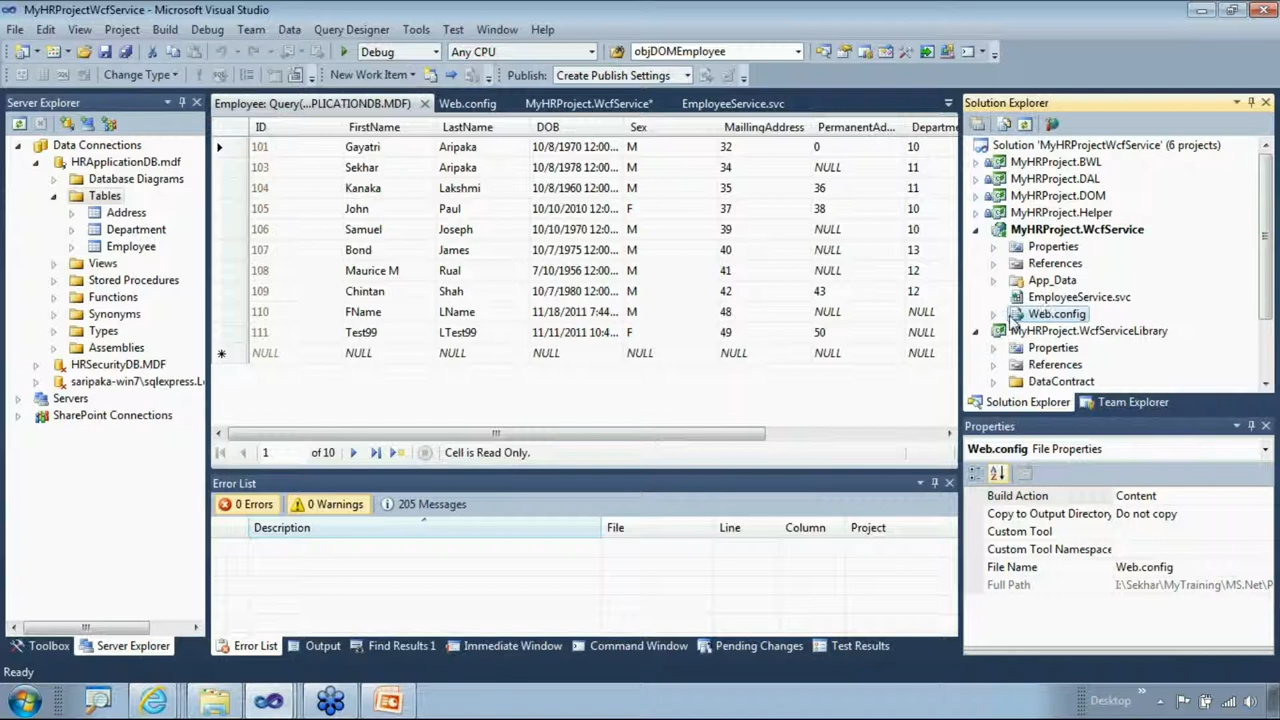 MyHRProjectWcfService - Microsoft Visual Studio
File Edit View Project Build Debug Team Data Query Designer Tools Test Window Help
Debug Any CPU objDOMEmployee
Change Type New Work Item Publish: Create Publish Settings
Server Explorer
Data Connections
HRApplicationDB.mdf
Database Diagrams
Tables
Address
Department
Employee
Views
Stored Procedures
Functions
Synonyms
Types
Assemblies
HRSecurityDB.MDF
saripaka-win7\sqlexpress.L
Servers
SharePoint Connections
Toolbox Server Explorer
Employee: Query(...PLICATIONDB.MDF) Web.config MyHRProject.WcfService* EmployeeService.svc
ID FirstName LastName DOB Sex MaillingAddress PermanentAd... Departme
101 Gayatri Aripaka 10/8/1970 12:00... M 32 0 10
103 Sekhar Aripaka 10/8/1978 12:00... M 34 NULL 11
104 Kanaka Lakshmi 10/8/1960 12:00... M 35 36 11
105 John Paul 10/10/2010 12:0... F 37 38 10
106 Samuel Joseph 10/10/1970 12:0... M 39 NULL 10
107 Bond James 10/7/1975 12:00... M 40 NULL 13
108 Maurice M Rual 7/10/1956 12:00... M 41 NULL 12
109 Chintan Shah 10/7/1980 12:00... M 42 43 12
110 FName LName 11/18/2011 7:44... M 48 NULL NULL
111 Test99 LTest99 11/11/2011 10:4... F 49 50 NULL
NULL NULL NULL NULL NULL NULL NULL NULL
1 of 10 Cell is Read Only.
Error List
0 Errors 0 Warnings 205 Messages
Description File Line Column Project
Error List Output Find Results 1 Immediate Window Command Window Pending Changes Test Results
Solution Explorer
Solution 'MyHRProjectWcfService' (6 projects)
MyHRProject.BWL
MyHRProject.DAL
MyHRProject.DOM
MyHRProject.Helper
MyHRProject.WcfService
Properties
References
App_Data
EmployeeService.svc
Web.config
MyHRProject.WcfServiceLibrary
Properties
References
DataContract
Solution Explorer Team Explorer
Properties
Web.config File Properties
Build Action Content
Copy to Output Directory Do not copy
Custom Tool
Custom Tool Namespace
File Name Web.config
Full Path I:\Sekhar\MyTraining\MS.Net\P
Ready
Desktop